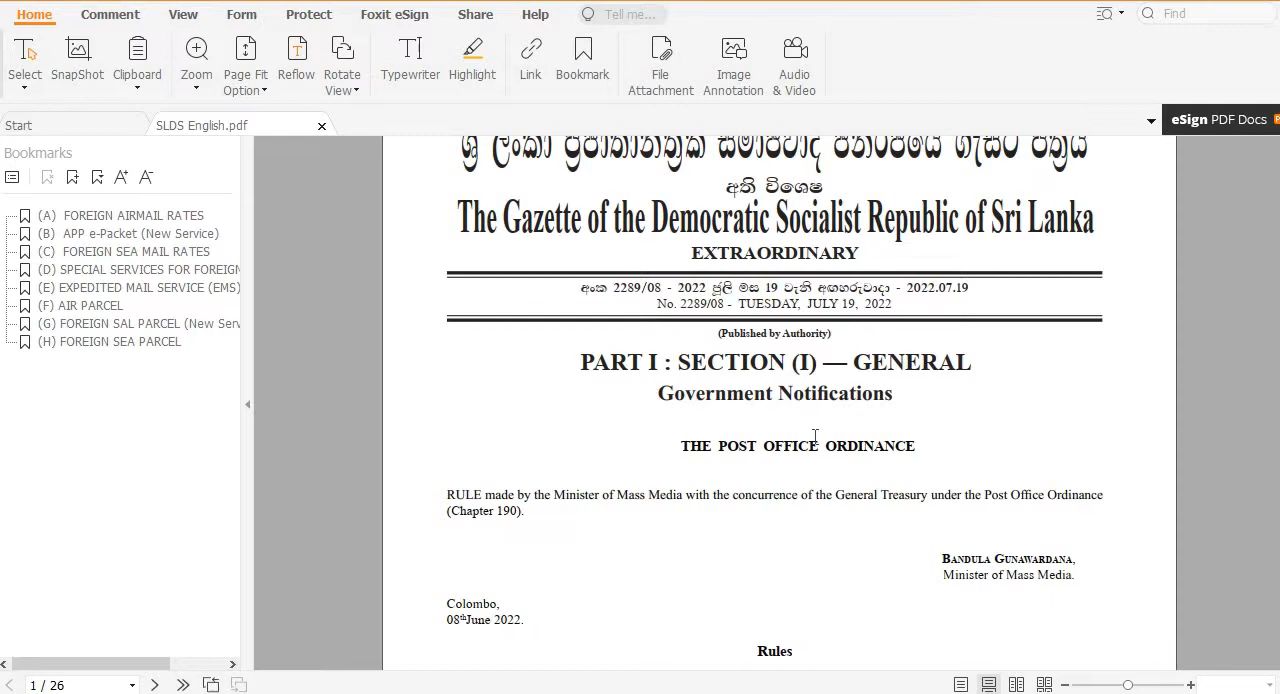 Home Comment View Form Protect Foxit eSign Share Help Tell me... Find
Select SnapShot Clipboard Zoom Page Fit Option Reflow Rotate View Typewriter Highlight Link Bookmark File Attachment Image Annotation Audio & Video
Start SLDS English.pdf eSign PDF Docs
Bookmarks
(A) FOREIGN AIRMAIL RATES
(B) APP e-Packet (New Service)
(C) FOREIGN SEA MAIL RATES
(D) SPECIAL SERVICES FOR FOREIGN
(E) EXPEDITED MAIL SERVICE (EMS)
(F) AIR PARCEL
(G) FOREIGN SAL PARCEL (New Serv
(H) FOREIGN SEA PARCEL
ශ්‍රී ලංකා ප්‍රජාතාන්ත්‍රික සමාජවාදී ජනරජයේ ගැසට් පත්‍රය
අති විශෙෂ
The Gazette of the Democratic Socialist Republic of Sri Lanka
EXTRAORDINARY
අංක 2289/08 - 2022 ජූලි මස 19 වැනි අඟහරුවාදා - 2022.07.19
No. 2289/08 - TUESDAY, JULY 19, 2022
(Published by Authority)
PART I : SECTION (I) — GENERAL
Government Notifications
THE POST OFFICE ORDINANCE
RULE made by the Minister of Mass Media with the concurrence of the General Treasury under the Post Office Ordinance
(Chapter 190).
Bandula Gunawardana,
Minister of Mass Media.
Colombo,
08thJune 2022.
Rules
1 / 26